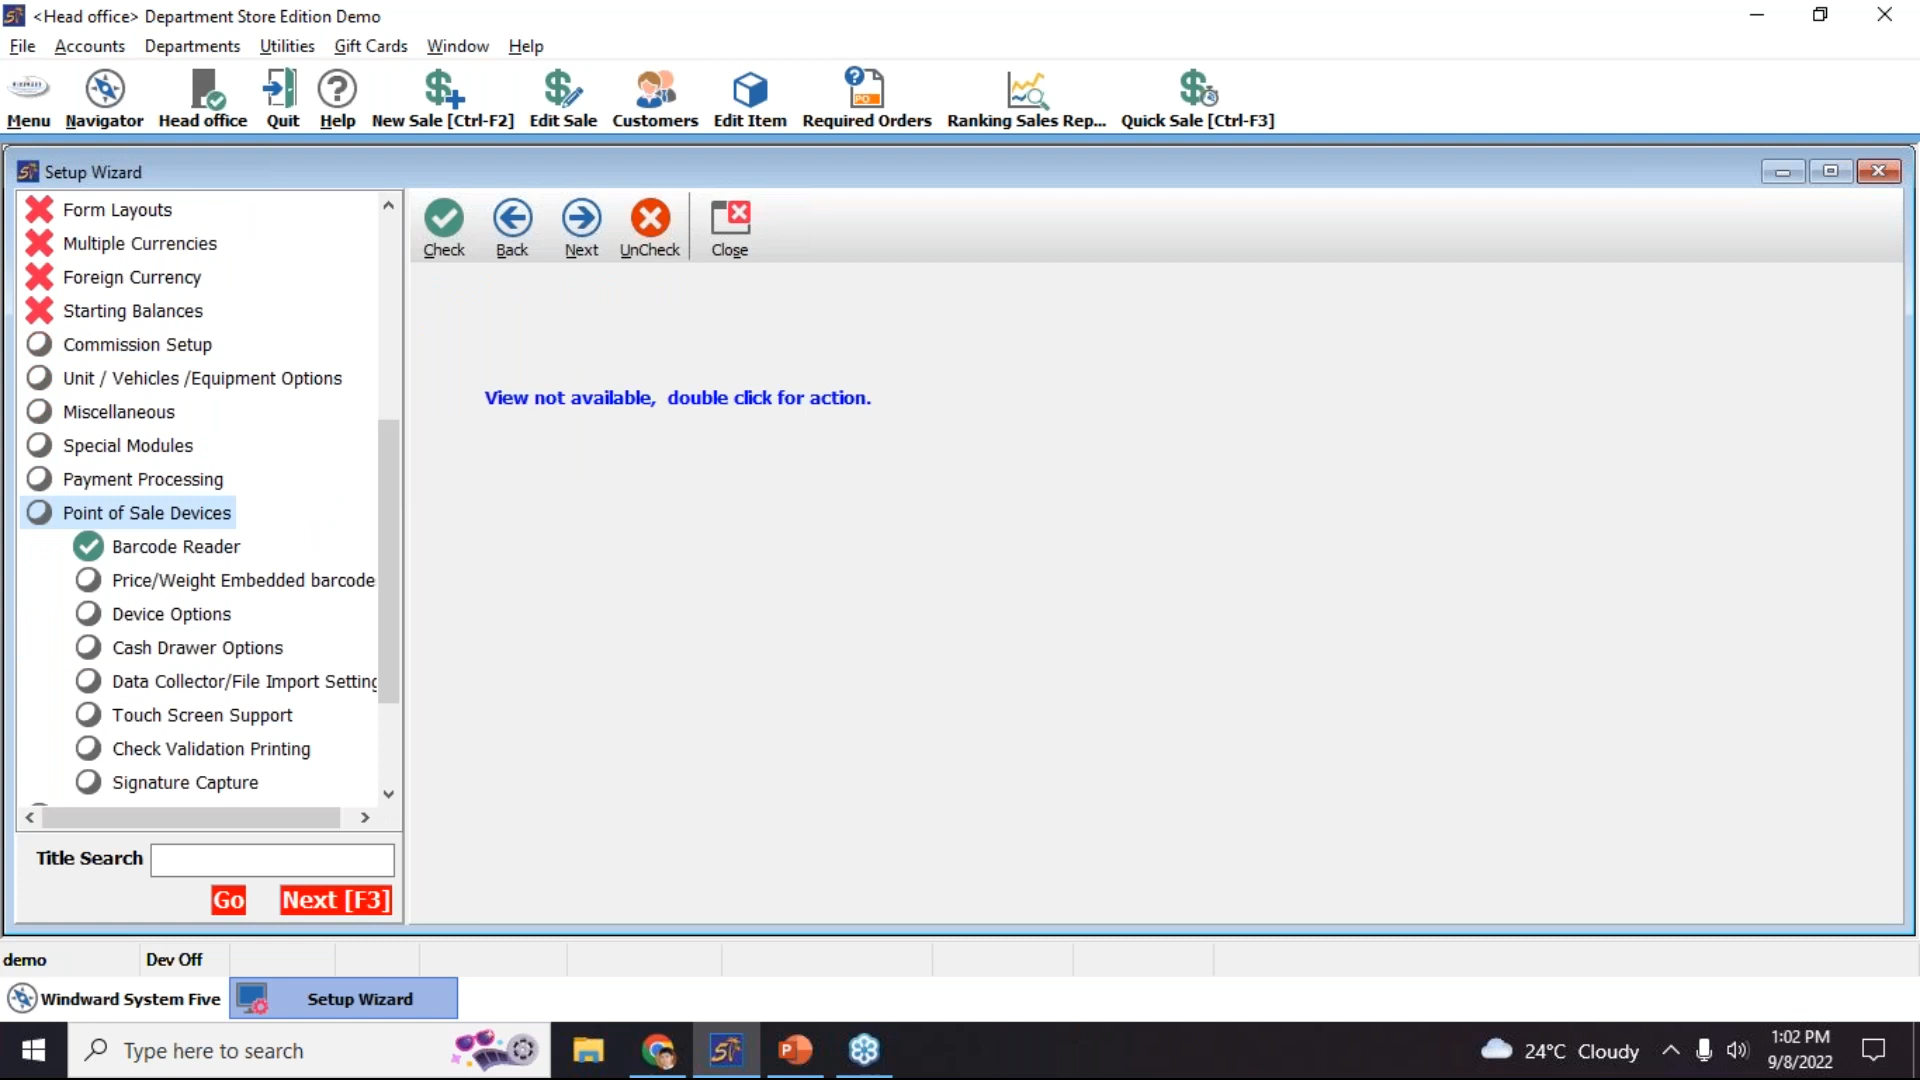 <Head office> Department Store Edition Demo
File Accounts Departments Utilities Gift Cards Window Help
Menu Navigator Head office Quit Help New Sale [Ctrl-F2] Edit Sale Customers Edit Item Required Orders Ranking Sales Rep... Quick Sale [Ctrl-F3]
Setup Wizard
Form Layouts
Multiple Currencies
Foreign Currency
Starting Balances
Commission Setup
Unit / Vehicles /Equipment Options
Miscellaneous
Special Modules
Payment Processing
Point of Sale Devices
Barcode Reader
Price/Weight Embedded barcode
Device Options
Cash Drawer Options
Data Collector/File Import Setting
Touch Screen Support
Check Validation Printing
Signature Capture
Title Search
Go Next [F3]
Check Back Next UnCheck Close
View not available, double click for action.
demo Dev Off
Windward System Five Setup Wizard
Type here to search
24°C Cloudy
1:02 PM
9/8/2022